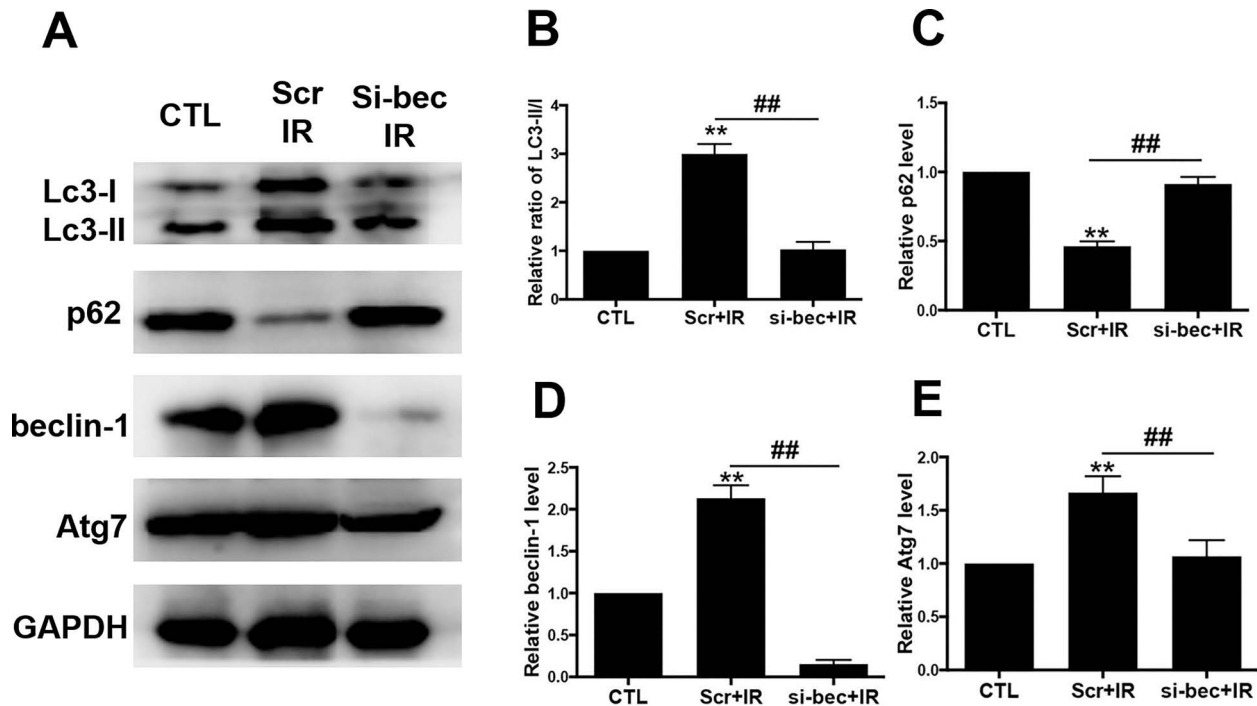 A
CTL
Scr
IR
Si-bec
IR
Lc3-I
Lc3-II
p62
beclin-1
Atg7
GAPDH
B
Relative ratio of LC3-II/I
4
3
2
1
0
**
##
CTL
Scr+IR
si-bec+IR
C
Relative p62 level
1.5
1.0
0.5
0.0
**
##
CTL
Scr+IR
si-bec+IR
D
Relative beclin-1 level
2.5
2.0
1.5
1.0
0.5
0.0
**
##
CTL
Scr+IR
si-bec+IR
E
Relative Atg7 level
2.0
1.5
1.0
0.5
0.0
**
##
CTL
Scr+IR
si-bec+IR